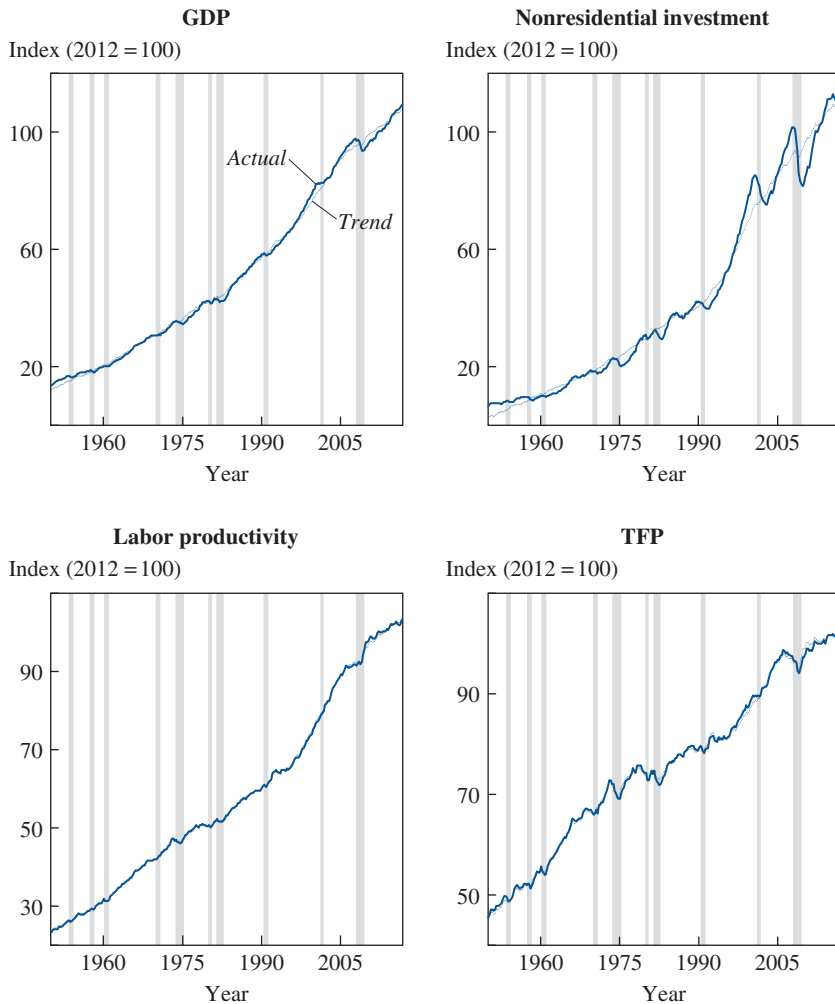 GDP
Index (2012 = 100)
100
60
20
Actual
Trend
1960 1975 1990 2005
Year
Nonresidential investment
Index (2012 = 100)
100
60
20
1960 1975 1990 2005
Year
Labor productivity
Index (2012 = 100)
90
70
50
30
1960 1975 1990 2005
Year
TFP
Index (2012 = 100)
90
70
50
1960 1975 1990 2005
Year